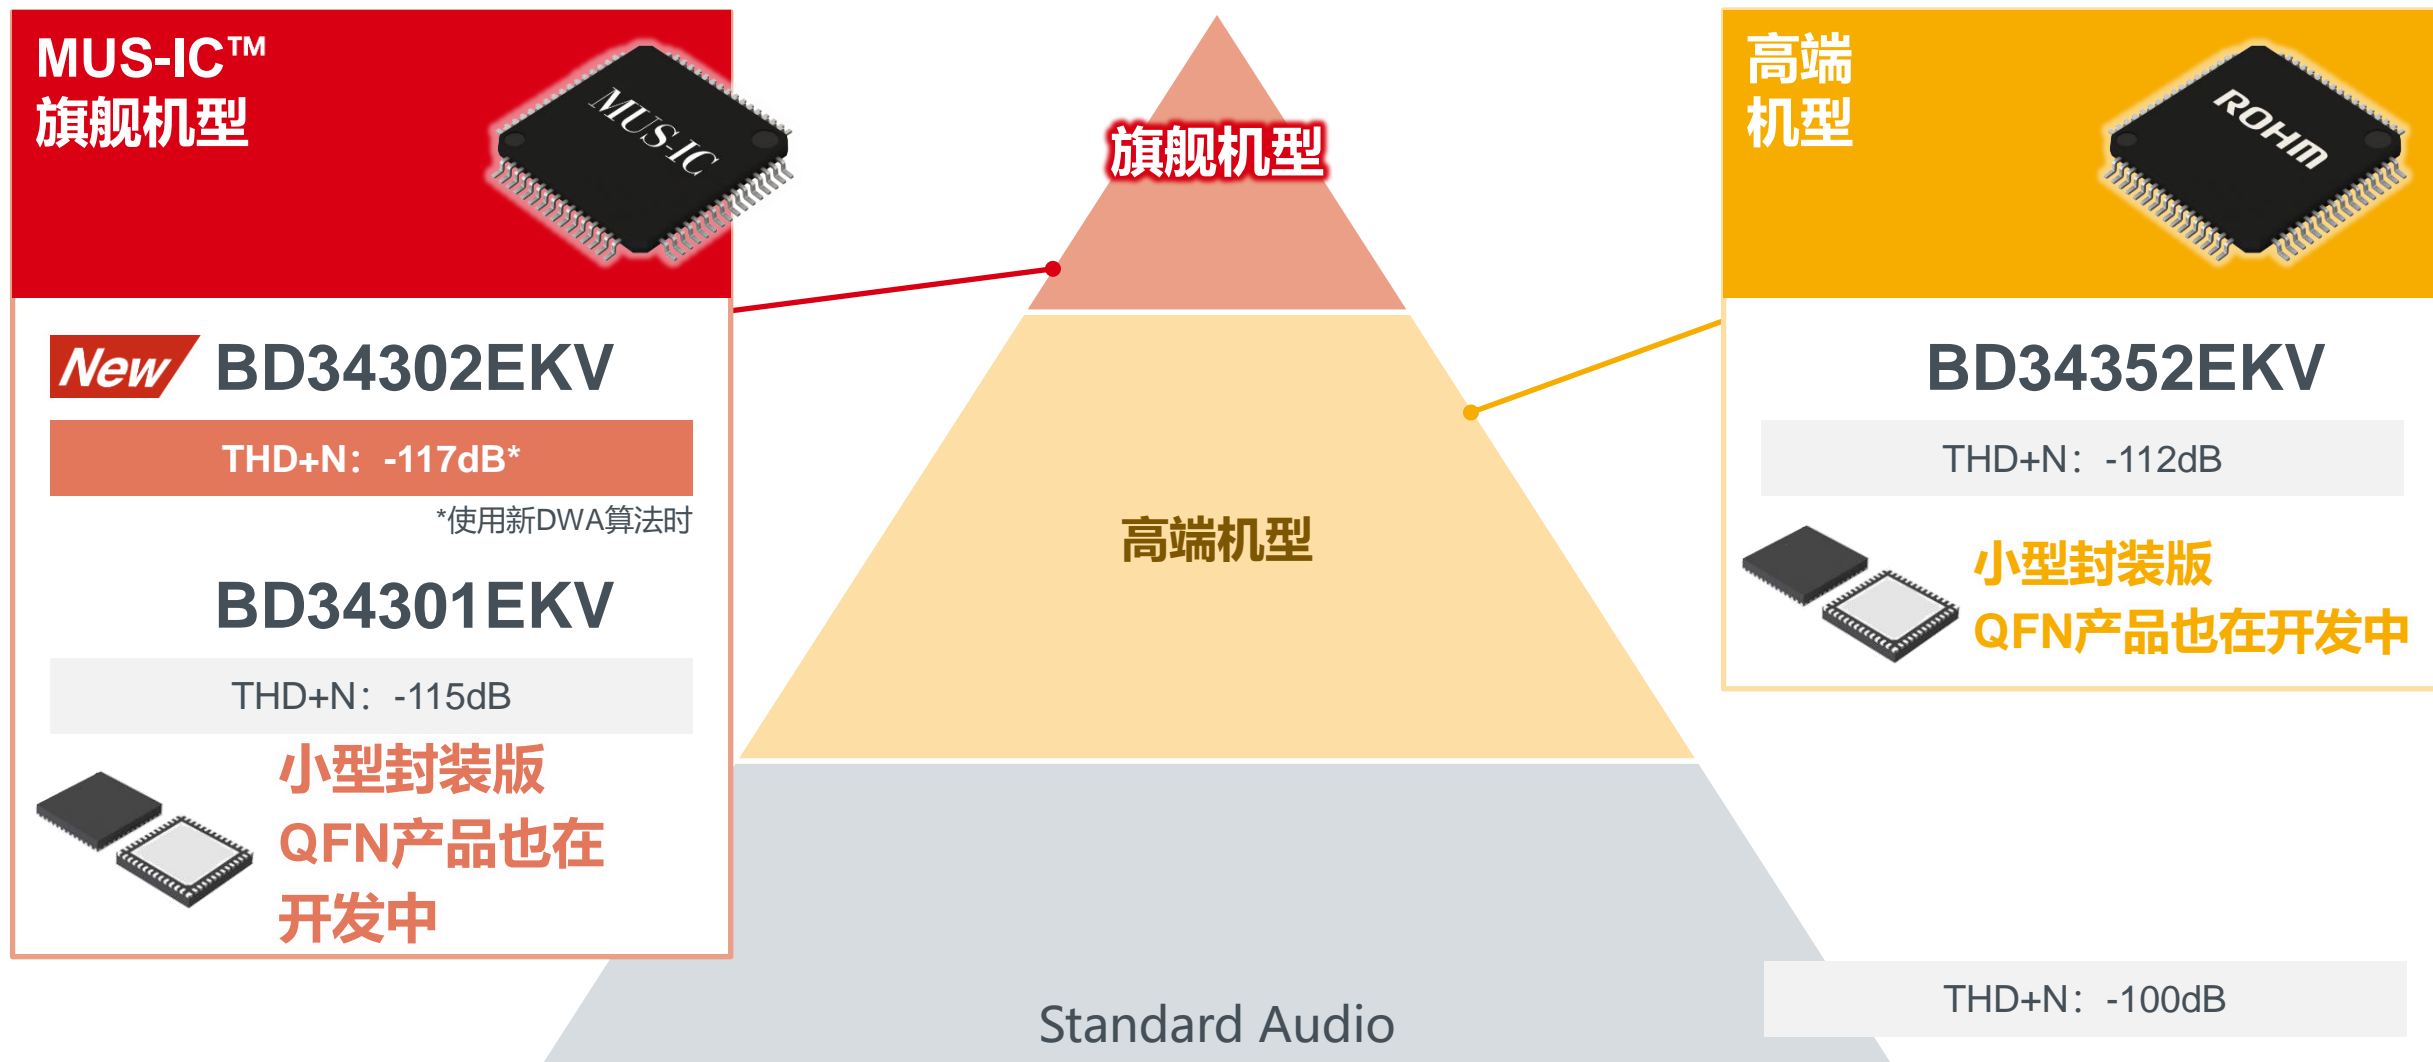 MUS-IC™
旗舰机型
MUS-IC
New BD34302EKV
THD+N：-117dB*
*使用新DWA算法时
BD34301EKV
THD+N：-115dB
小型封装版
QFN产品也在
开发中
旗舰机型
高端机型
Standard Audio
高端
机型
ROHM
BD34352EKV
THD+N：-112dB
小型封装版
QFN产品也在开发中
THD+N：-100dB